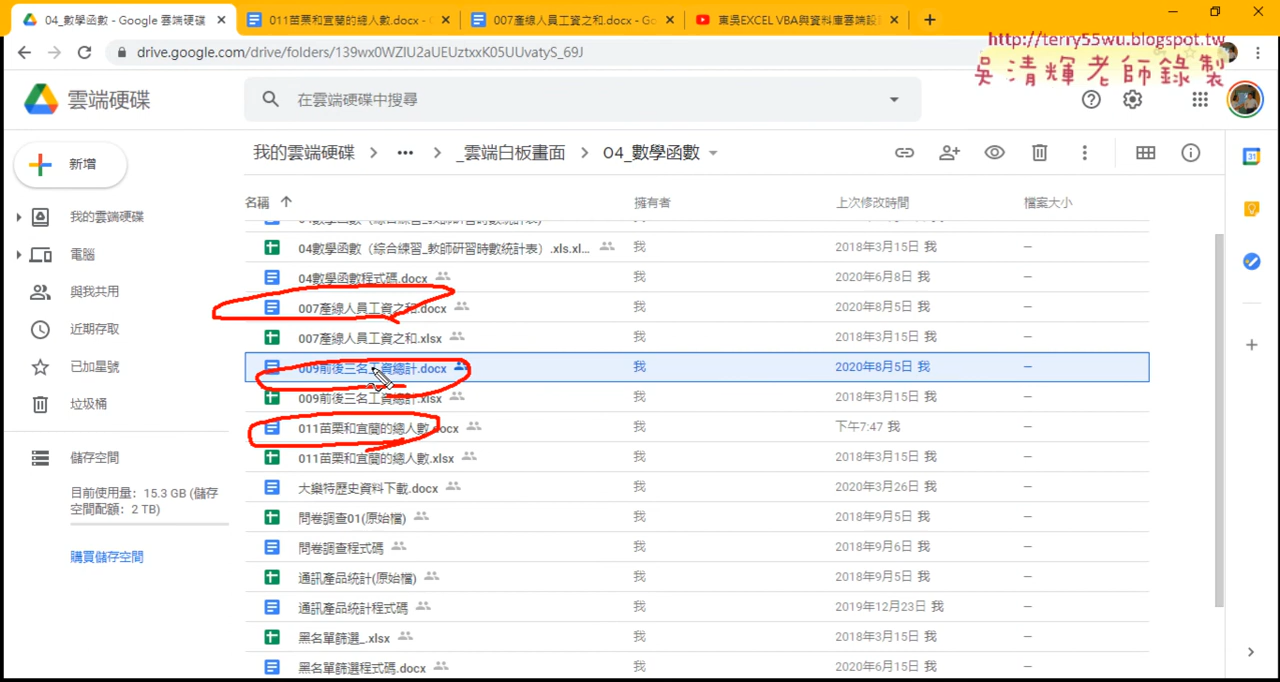 04_數學函數 - Google 雲端硬碟
011苗栗和宜蘭的總人數.docx - G
007產線人員工資之和.docx - Go
東吳EXCEL VBA與資料庫雲端設
drive.google.com/drive/folders/139wx0WZIU2aUEUztxxK05UUvatyS_69J
http://terry55wu.blogspot.tw
吳清輝老師錄製
雲端硬碟
在雲端硬碟中搜尋
新增
我的雲端硬碟 > ••• > _雲端白板畫面 > 04_數學函數
名稱 擁有者 上次修改時間 檔案大小
我的雲端硬碟
電腦
與我共用
近期存取
已加星號
垃圾桶
儲存空間
目前使用量：15.3 GB (儲存
空間配額：2 TB)
購買儲存空間
04數學函數（綜合練習_教師研習時數統計表）.xls.xl... 我 2018年3月15日 我 —
04數學函數程式碼.docx 我 2020年6月8日 我 —
007產線人員工資之和.docx 我 2020年8月5日 我 —
007產線人員工資之和.xlsx 我 2018年3月15日 我 —
009前後三名工資總計.docx 我 2020年8月5日 我 —
009前後三名工資總計.xlsx 我 2018年3月15日 我 —
011苗栗和宜蘭的總人數.docx 我 下午7:47 我 —
011苗栗和宜蘭的總人數.xlsx 我 2018年3月15日 我 —
大樂特歷史資料下載.docx 我 2020年3月26日 我 —
問卷調查01(原始檔) 我 2018年9月5日 我 —
問卷調查程式碼 我 2018年9月6日 我 —
通訊產品統計(原始檔) 我 2018年9月5日 我 —
通訊產品統計程式碼 我 2019年12月23日 我 —
黑名單篩選_.xlsx 我 2018年3月15日 我 —
黑名單篩選程式碼.docx 我 2020年6月15日 我 —
31